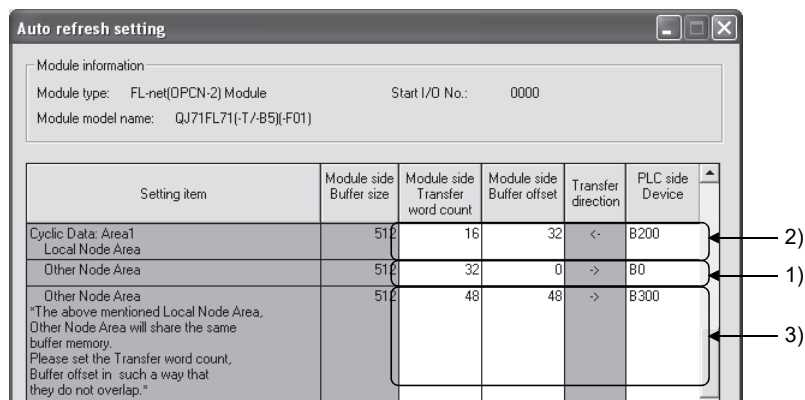 Auto refresh setting
Module information
Module type: FL-net(OPCN-2) Module Start I/O No.: 0000
Module model name: QJ71FL71(-T/-B5)(-F01)
Setting item
Module side Buffer size
Module side Transfer word count
Module side Buffer offset
Transfer direction
PLC side Device
Cyclic Data: Area1
Local Node Area
512 16 32 <- B200
2)
Other Node Area 512 32 0 -> B0
1)
Other Node Area 512 48 48 -> B300
*The above mentioned Local Node Area,
Other Node Area will share the same
buffer memory.
Please set the Transfer word count,
Buffer offset in such a way that
they do not overlap.*
3)